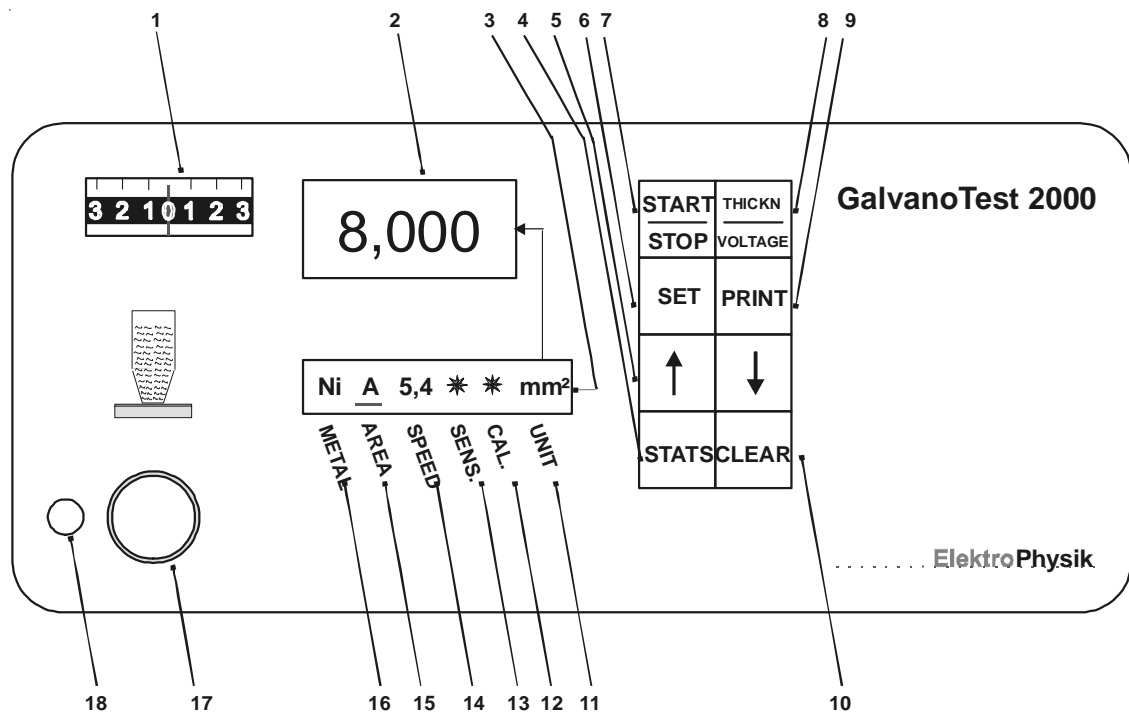 1 2 3 4 5 6 7 8 9
3 2 1 0 1 2 3
8,000
START
STOP
THICKN
VOLTAGE
GalvanoTest 2000
SET PRINT
↑ ↓
Ni A 5,4 ✳ ✳ mm²
METAL AREA SPEED SENS. CAL. UNIT
STATS CLEAR
ElektroPhysik
18 17 16 15 14 13 12 11 10